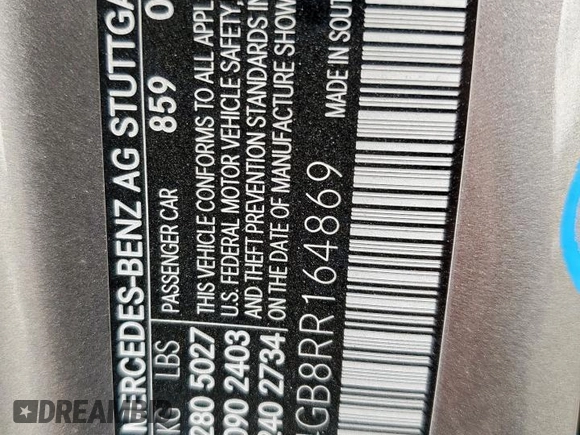 MERCEDES-BENZ AG STUTTGA
859
LBS PASSENGER CAR
280 5027 THIS VEHICLE CONFORMS TO ALL APPL
090 2403 U.S. FEDERAL MOTOR VEHICLE SAFETY,
240 2734 AND THEFT PREVENTION STANDARDS IN
ON THE DATE OF MANUFACTURE SHOW
GB8RR164869
MADE IN SOUT
DREAMBID